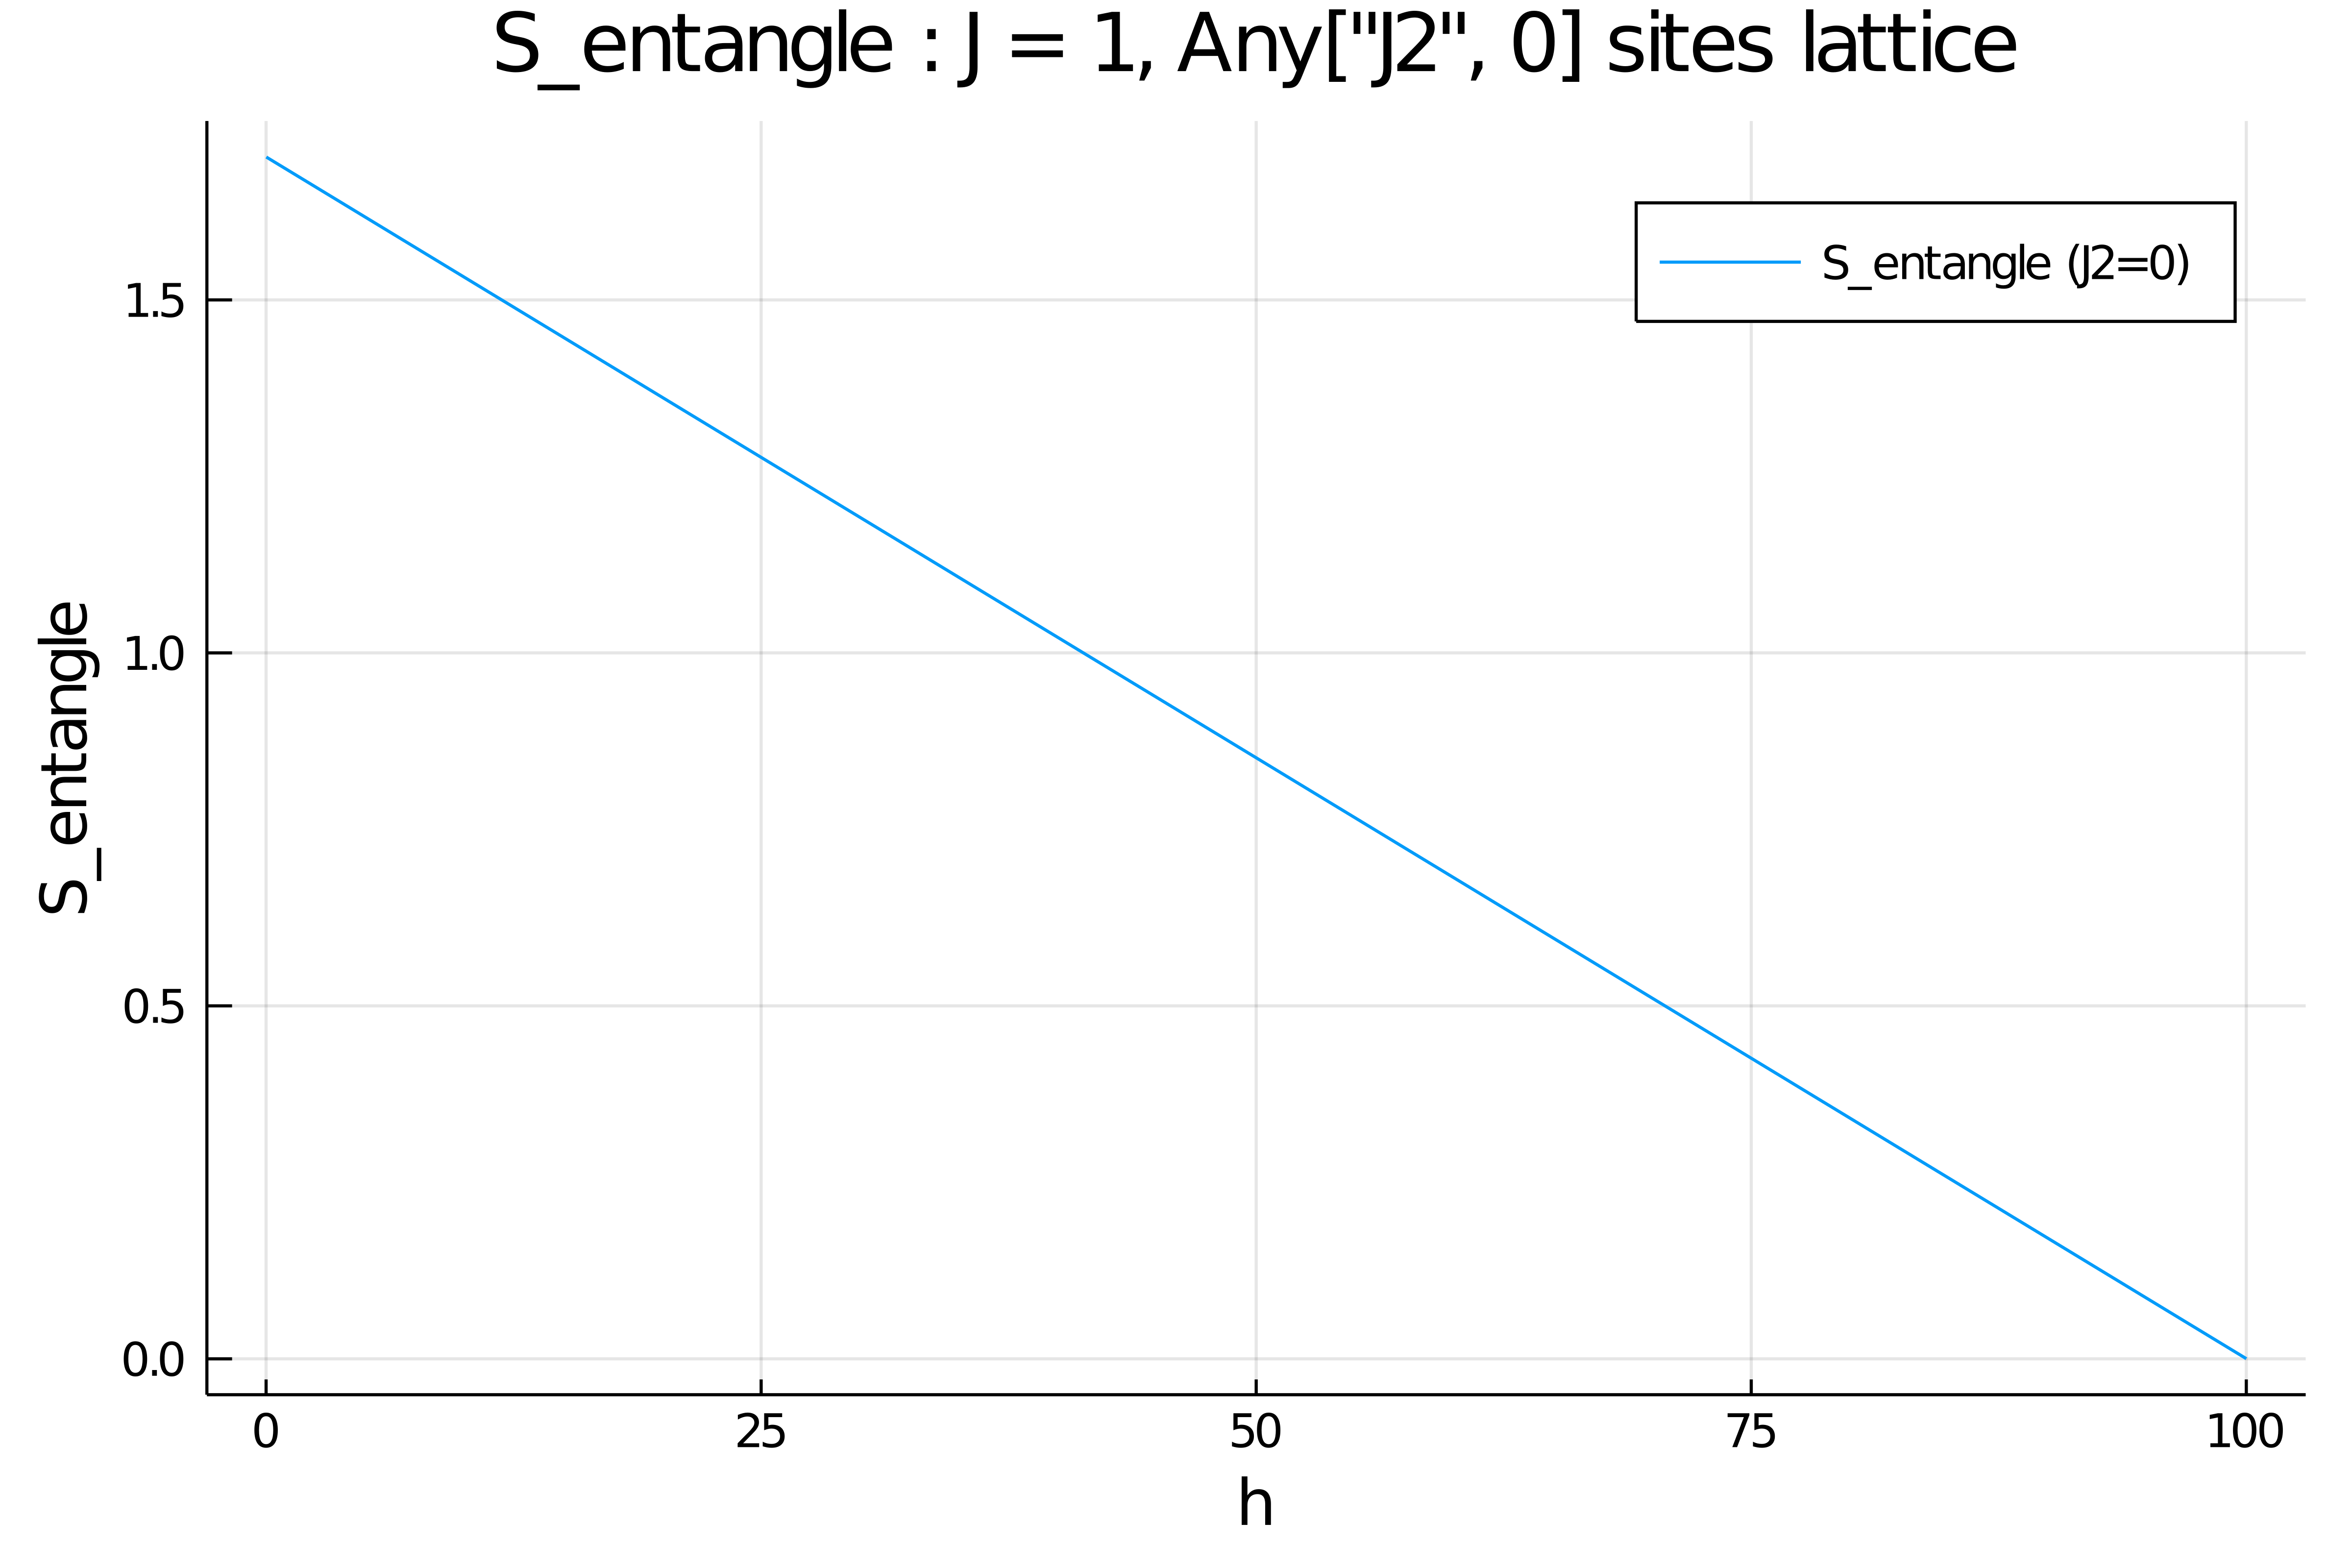 S_entangle : J = 1, Any["J2", 0] sites lattice
S_entangle (J2=0)
1.5
1.0
0.5
0.0
S_entangle
0 25 50 75 100
h